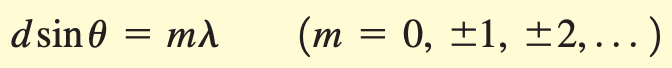 d sin θ = mλ (m = 0, ±1, ±2, . . . )